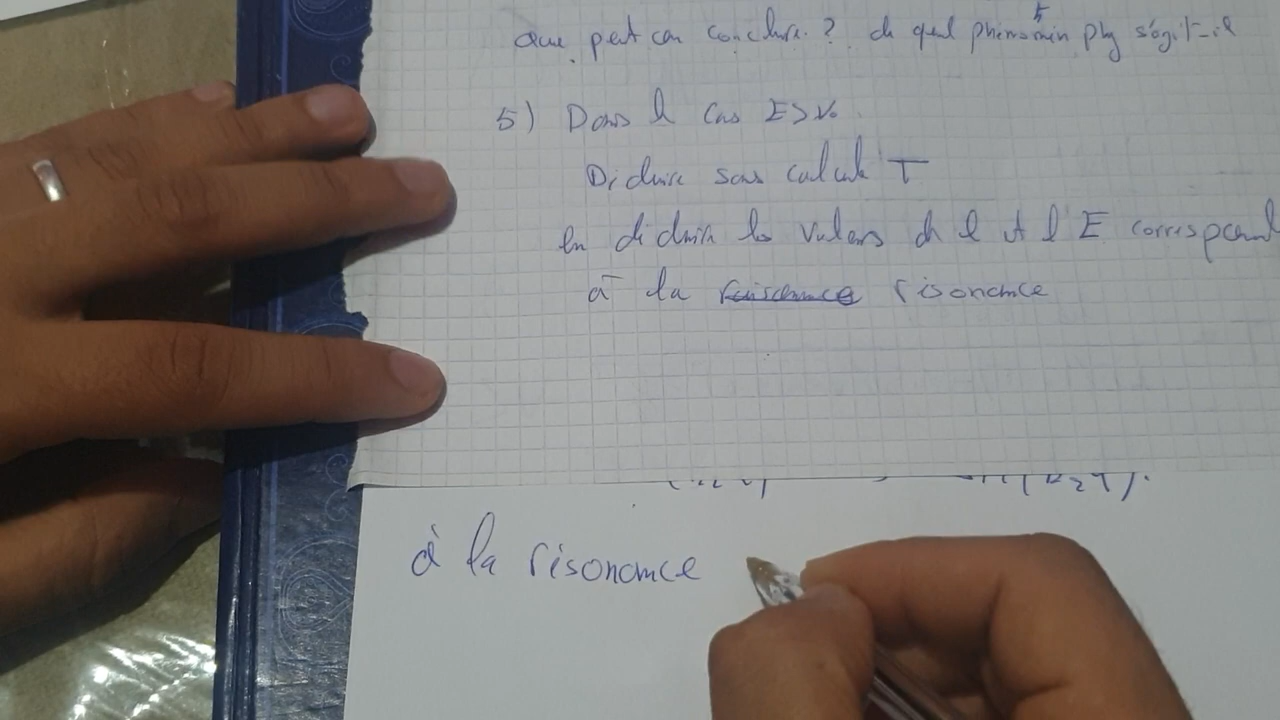 Que peut on conclure ? de quel phénomén phy s'agit-il
5) Dans le cas E>V₀.
Déduire sans calcule T
en déduire les valeurs de l et l'E correspond
à la résonance
à la résonance